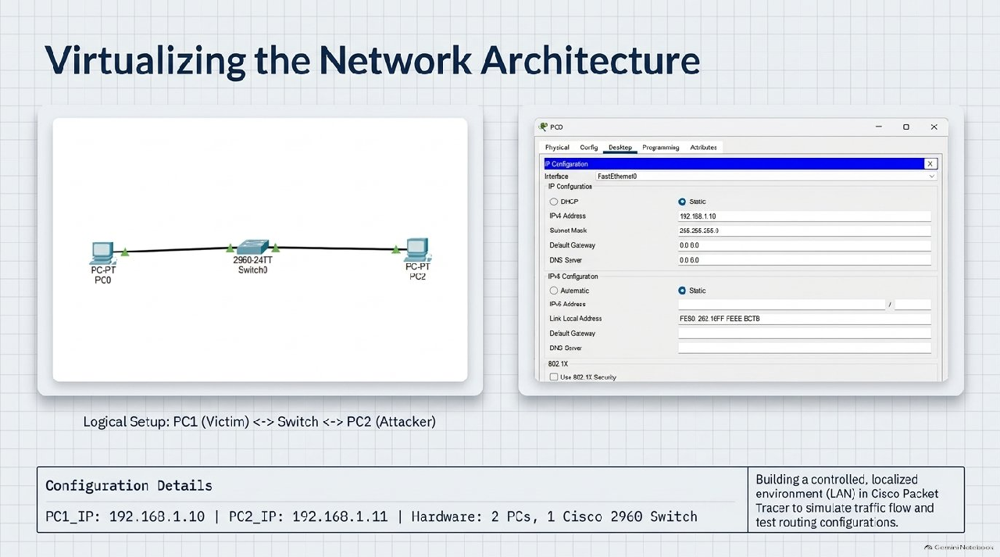 Virtualizing the Network Architecture
PC-PT
PC0
2960-24TT
Switch0
PC-PT
PC2
PC0
Physical Config Desktop Programming Attributes
IP Configuration X
Interface FastEthernet0
IP Configuration
DHCP Static
IPv4 Address 192.168.1.10
Subnet Mask 255.255.255.0
Default Gateway 0.0.0.0
DNS Server 0.0.0.0
Configuration
Automatic Static
Address /
Link Local Address
Default Gateway
DNS Server
802.1X
Use 802.1X Security
Logical Setup: PC1 (Victim) <-> Switch <-> PC2 (Attacker)
Configuration Details
PC1_IP: 192.168.1.10 | PC2_IP: 192.168.1.11 | Hardware: 2 PCs, 1 Cisco 2960 Switch
Building a controlled, localized
environment (LAN) in Cisco Packet
Tracer to simulate traffic flow and
test routing configurations.
Gemini Notebook